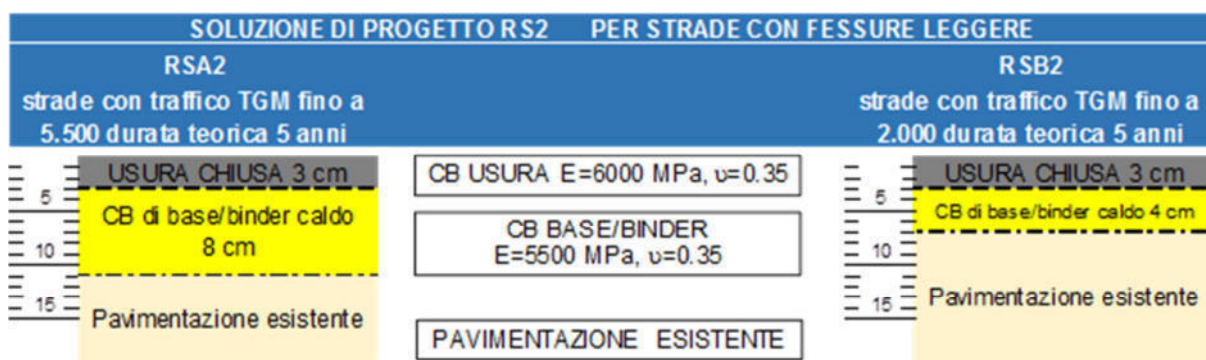 SOLUZIONE DI PROGETTO RS2 PER STRADE CON FESSURE LEGGERE
RSA2
strade con traffico TGM fino a
5.500 durata teorica 5 anni
RSB2
strade con traffico TGM fino a
2.000 durata teorica 5 anni
5
10
15
USURA CHIUSA 3 cm
CB di base/binder caldo
8 cm
Pavimentazione esistente
CB USURA E=6000 MPa, υ=0.35
CB BASE/BINDER
E=5500 MPa, υ=0.35
PAVIMENTAZIONE ESISTENTE
5
10
15
USURA CHIUSA 3 cm
CB di base/binder caldo 4 cm
Pavimentazione esistente